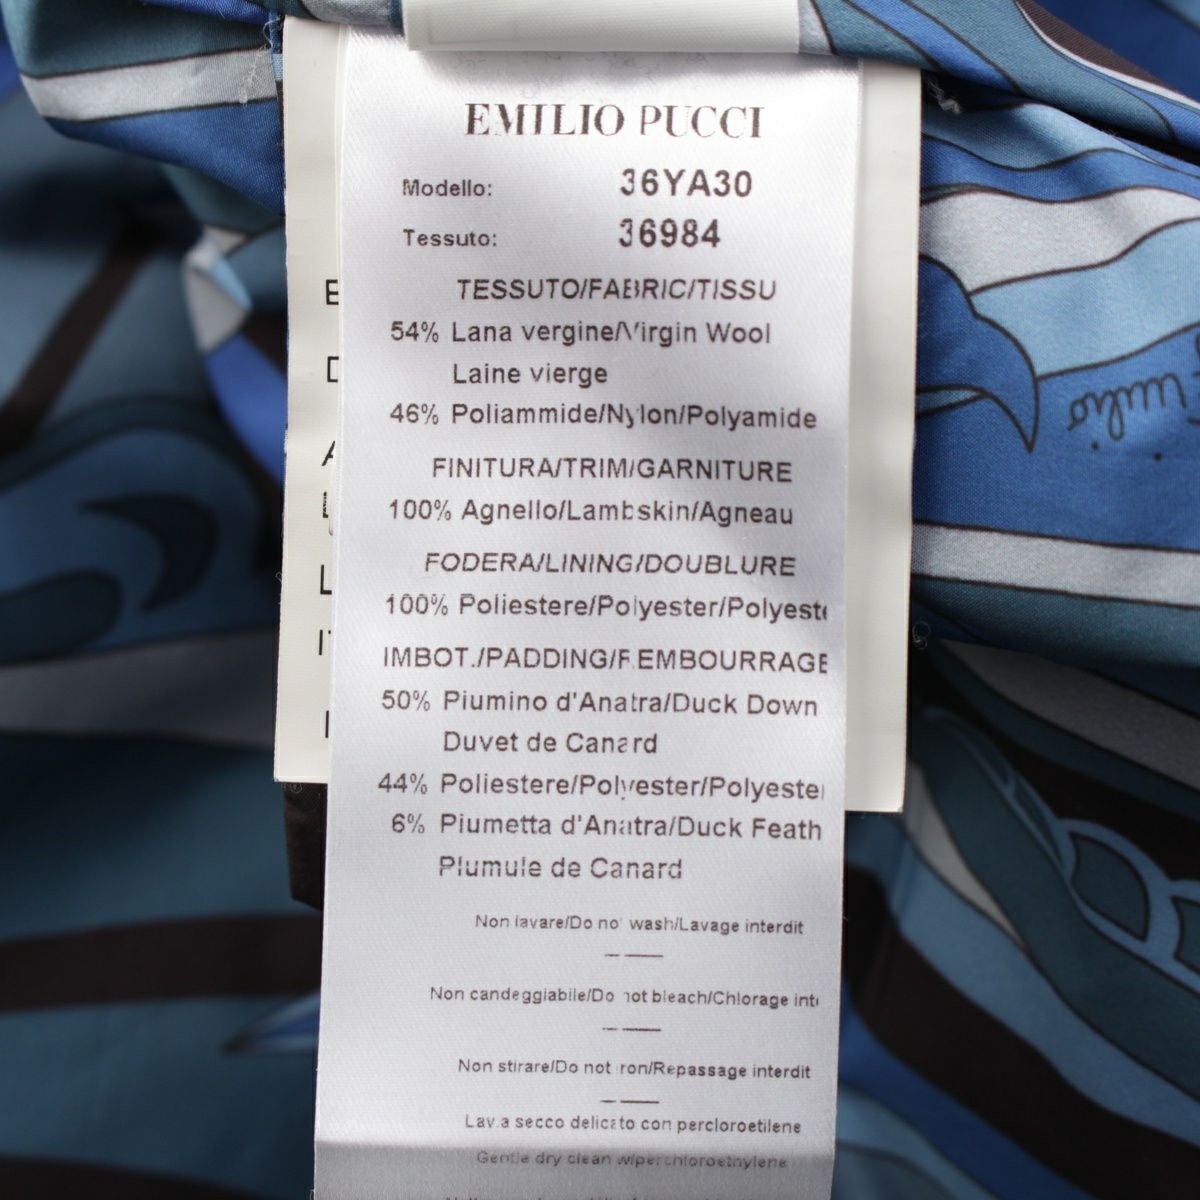 EMILIO PUCCI
Modello: 36YA30
Tessuto: 36984
TESSUTO/FABRIC/TISSU
54% Lana vergine/Virgin Wool
Laine vierge
46% Poliammide/Nylon/Polyamide
FINITURA/TRIM/GARNITURE
100% Agnello/Lambskin/Agneau
FODERA/LINING/DOUBLURE
100% Poliestere/Polyester/Polyeste
IMBOT./PADDING/REMBOURRAGE
50% Piumino d'Anatra/Duck Down
Duvet de Canard
44% Poliestere/Polyester/Polyester
6% Piumetta d'Anatra/Duck Feath
Plumule de Canard
Non lavare/Do not wash/Lavage interdit
Non candeggiabile/Do not bleach/Chlorage inte
Non stirare/Do not iron/Repassage interdit
Lava secco delicato con percloroetilene
Gentle dry clean w/perchloroethylene
Emilio